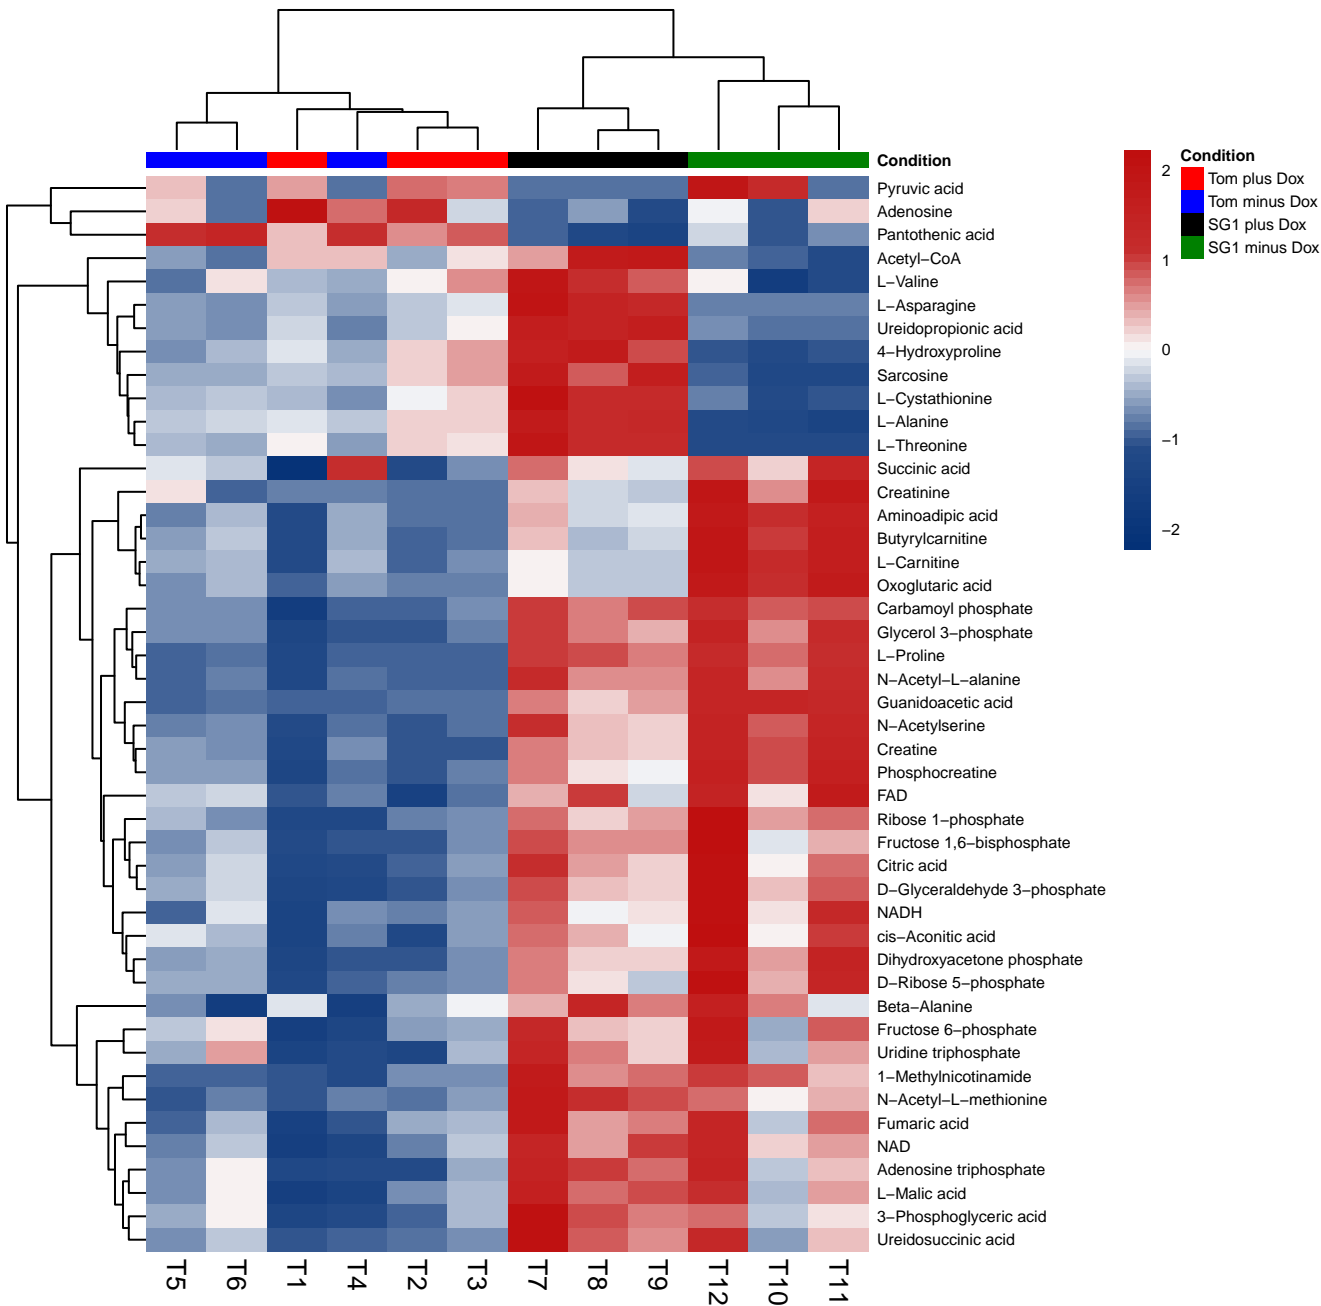 Condition
Pyruvic acid
Adenosine
Pantothenic acid
Acetyl−CoA
L−Valine
L−Asparagine
Ureidopropionic acid
4−Hydroxyproline
Sarcosine
L−Cystathionine
L−Alanine
L−Threonine
Succinic acid
Creatinine
Aminoadipic acid
Butyrylcarnitine
L−Carnitine
Oxoglutaric acid
Carbamoyl phosphate
Glycerol 3−phosphate
L−Proline
N−Acetyl−L−alanine
Guanidoacetic acid
N−Acetylserine
Creatine
Phosphocreatine
FAD
Ribose 1−phosphate
Fructose 1,6−bisphosphate
Citric acid
D−Glyceraldehyde 3−phosphate
NADH
cis−Aconitic acid
Dihydroxyacetone phosphate
D−Ribose 5−phosphate
Beta−Alanine
Fructose 6−phosphate
Uridine triphosphate
1−Methylnicotinamide
N−Acetyl−L−methionine
Fumaric acid
NAD
Adenosine triphosphate
L−Malic acid
3−Phosphoglyceric acid
Ureidosuccinic acid
T5 T6 T1 T4 T2 T3 T7 T8 T9 T12 T10 T11
2
1
0
−1
−2
Condition
Tom plus Dox
Tom minus Dox
SG1 plus Dox
SG1 minus Dox